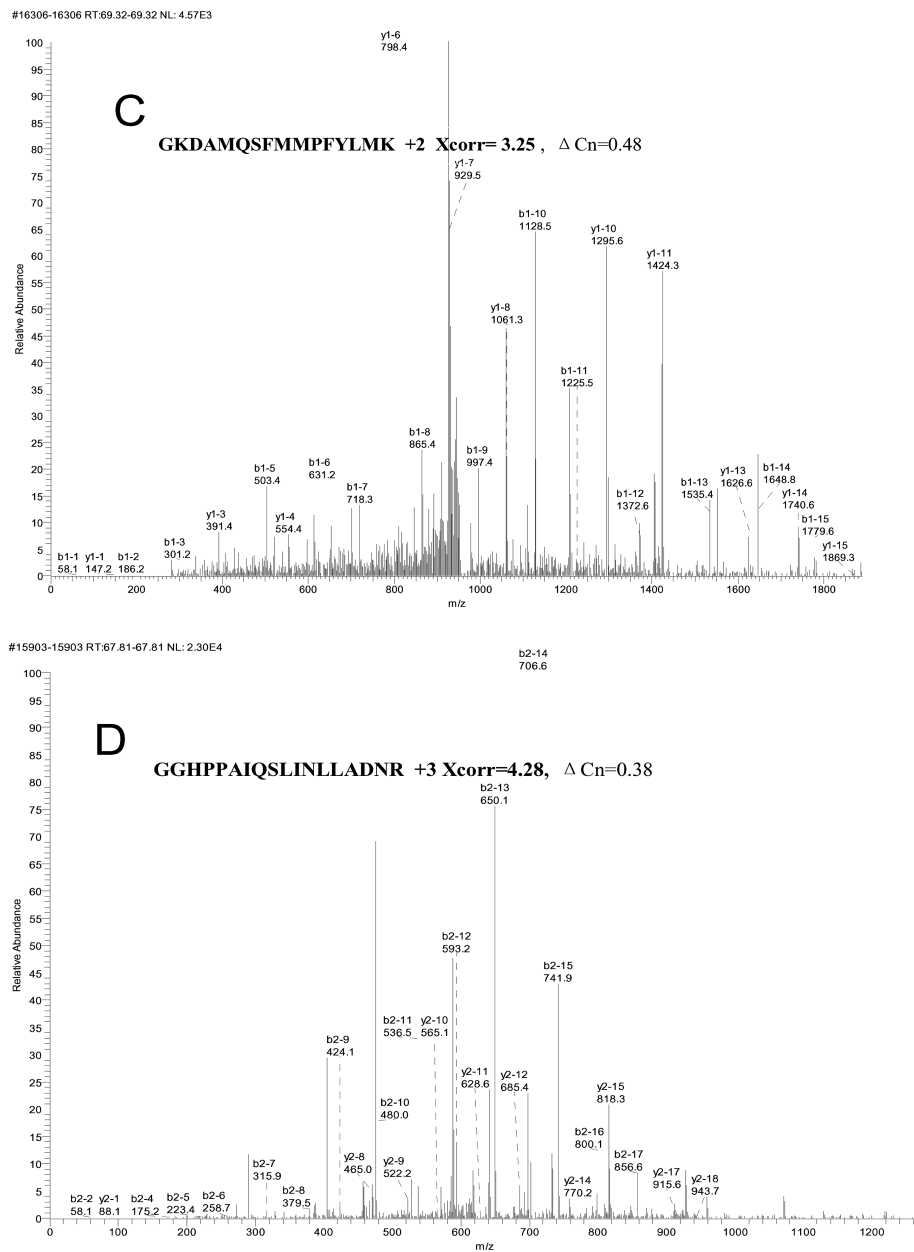 #16306-16306 RT:69.32-69.32 NL: 4.57E3
y1-6
798.4
C
GKDAMQSFMMPFYLMK +2 Xcorr= 3.25 , Δ Cn=0.48
y1-7
929.5
b1-10
1128.5
y1-10
1295.6
y1-11
1424.3
y1-8
1061.3
b1-11
1225.5
b1-8
865.4
b1-9
997.4
b1-5
503.4
b1-6
631.2
b1-7
718.3
y1-3
391.4
y1-4
554.4
b1-12
1372.6
b1-13
1535.4
y1-13
1626.6
b1-14
1648.8
y1-14
1740.6
b1-15
1779.6
y1-15
1869.3
b1-1
58.1
y1-1
147.2
b1-2
186.2
b1-3
301.2
Relative Abundance
100
95
90
85
80
75
70
65
60
55
50
45
40
35
30
25
20
15
10
5
0
0 200 400 600 800 1000 1200 1400 1600 1800
m/z
#15903-15903 RT:67.81-67.81 NL: 2.30E4
b2-14
706.6
D
GGHPPAIQSLINLLADNR +3 Xcorr=4.28, Δ Cn=0.38
b2-13
650.1
b2-12
593.2
b2-15
741.9
b2-11
536.5
y2-10
565.1
b2-9
424.1
y2-11
628.6
y2-12
685.4
y2-15
818.3
b2-10
480.0
b2-16
800.1
b2-17
856.6
b2-7
315.9
y2-8
465.0
y2-9
522.2
b2-8
379.5
y2-14
770.2
y2-17
915.6
y2-18
943.7
b2-2
58.1
y2-1
88.1
b2-4
175.2
b2-5
223.4
b2-6
258.7
Relative Abundance
100
95
90
85
80
75
70
65
60
55
50
45
40
35
30
25
20
15
10
5
0
0 100 200 300 400 500 600 700 800 900 1000 1100 1200
m/z